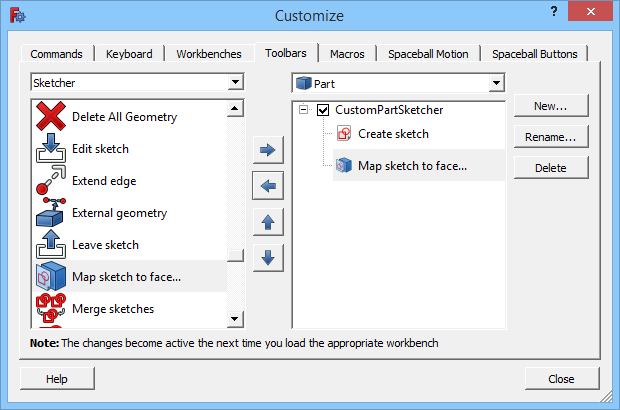 Customize
?
Commands
Keyboard
Workbenches
Toolbars
Macros
Spaceball Motion
Spaceball Buttons
Sketcher
Delete All Geometry
Edit sketch
Extend edge
External geometry
Leave sketch
Map sketch to face...
Merge sketches
Part
CustomPartSketcher
Create sketch
Map sketch to face...
New...
Rename...
Delete
Note: The changes become active the next time you load the appropriate workbench
Help
Close